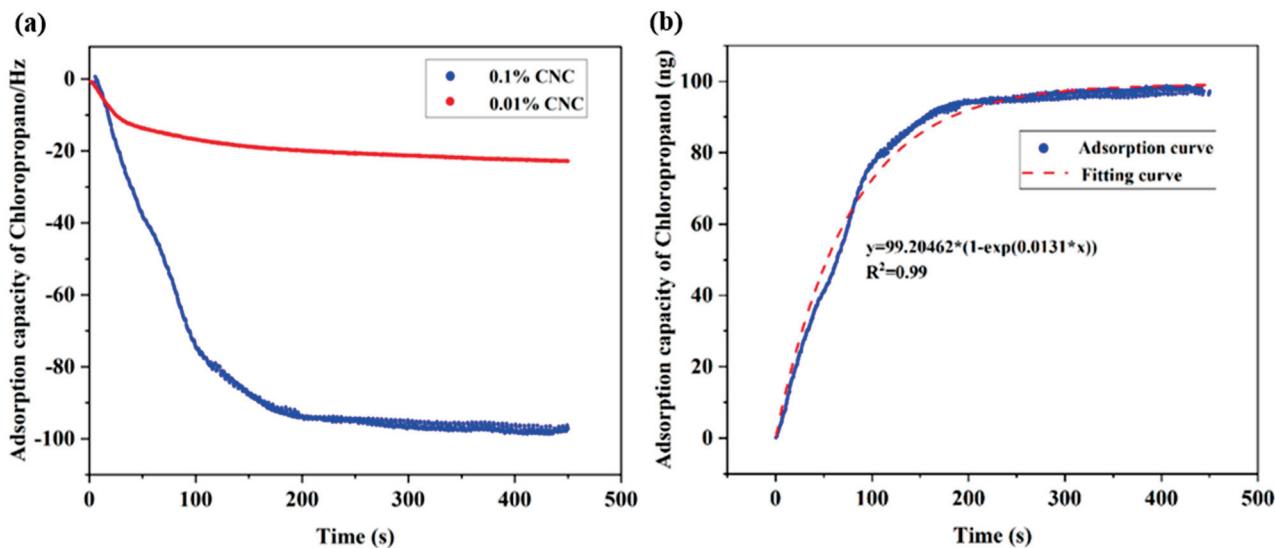 (a)
Adsorption capacity of Chloropropano/Hz
0
-20
-40
-60
-80
-100
0.1% CNC
0.01% CNC
0
100
200
300
400
500
Time (s)
(b)
Adsorption capacity of Chloropropanol (ng)
100
80
60
40
20
0
Adsorption curve
Fitting curve
y=99.20462*(1-exp(0.0131*x))
R²=0.99
0
100
200
300
400
500
Time (s)